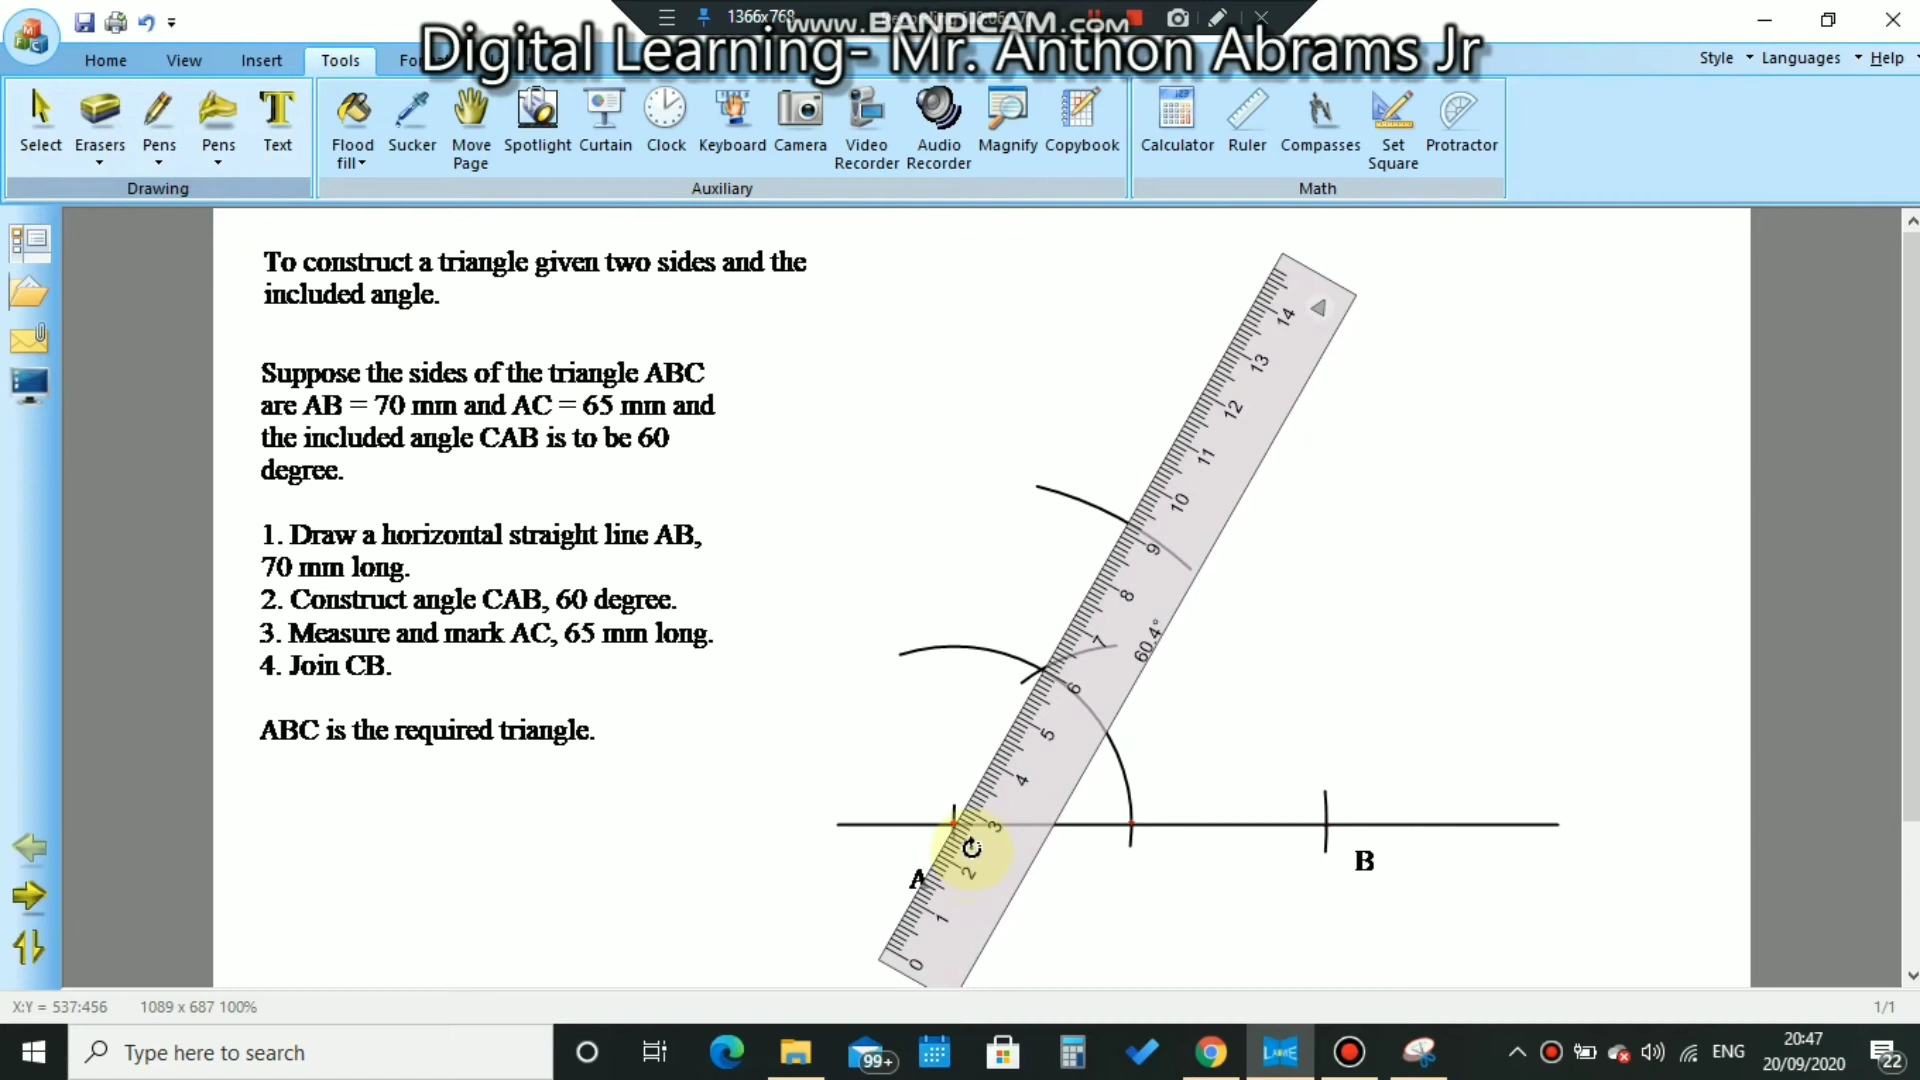 1366x768
www.BANDICAM.com
Digital Learning- Mr. Anthon Abrams Jr
Home View Insert Tools
Style Languages Help
Select Erasers Pens Pens Text
Flood fill Sucker Move Page Spotlight Curtain Clock Keyboard Camera Video Recorder Audio Recorder Magnify Copybook
Calculator Ruler Compasses Set Square Protractor
Drawing Auxiliary Math
To construct a triangle given two sides and the
included angle.
Suppose the sides of the triangle ABC
are AB = 70 mm and AC = 65 mm and
the included angle CAB is to be 60
degree.
1. Draw a horizontal straight line AB,
70 mm long.
2. Construct angle CAB, 60 degree.
3. Measure and mark AC, 65 mm long.
4. Join CB.
ABC is the required triangle.
14
13
12
11
10
9
8
7
60.4°
6
5
4
3
2
1
0
A
B
X:Y = 537:456 1089 x 687 100% 1/1
Type here to search
99+
ENG
20:47
20/09/2020
22